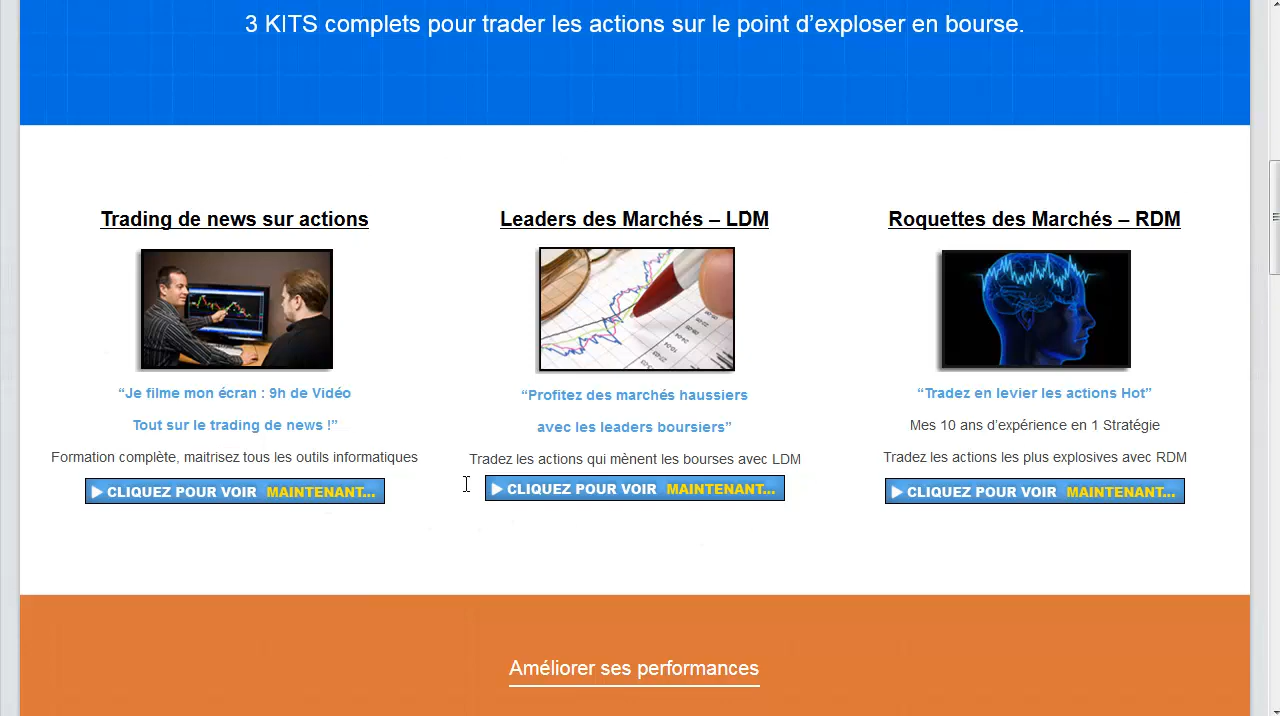 3 KITS complets pour trader les actions sur le point d’exploser en bourse.
Trading de news sur actions
“Je filme mon écran : 9h de Vidéo
Tout sur le trading de news !”
Formation complète, maitrisez tous les outils informatiques
CLIQUEZ POUR VOIR MAINTENANT...
Leaders des Marchés – LDM
“Profitez des marchés haussiers
avec les leaders boursiers”
Tradez les actions qui mènent les bourses avec LDM
CLIQUEZ POUR VOIR MAINTENANT...
Roquettes des Marchés – RDM
“Tradez en levier les actions Hot”
Mes 10 ans d’expérience en 1 Stratégie
Tradez les actions les plus explosives avec RDM
CLIQUEZ POUR VOIR MAINTENANT...
Améliorer ses performances